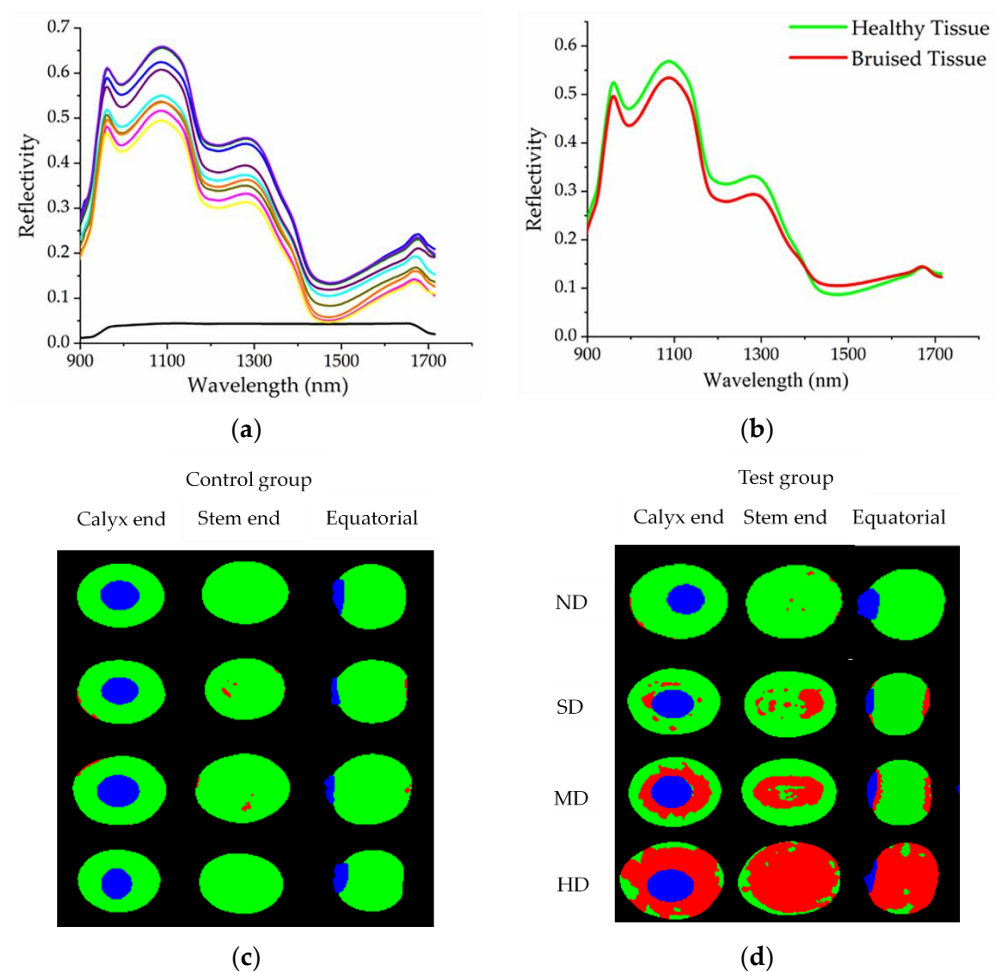 0.7
0.6
0.5
0.4
0.3
0.2
0.1
0.0
Reflectivity
900
1100
1300
1500
1700
Wavelength (nm)
(a)
Healthy Tissue
Bruised Tissue
0.6
0.5
0.4
0.3
0.2
0.1
0.0
Reflectivity
900
1100
1300
1500
1700
Wavelength (nm)
(b)
Control group
Calyx end
Stem end
Equatorial
(c)
Test group
Calyx end
Stem end
Equatorial
ND
SD
MD
HD
(d)